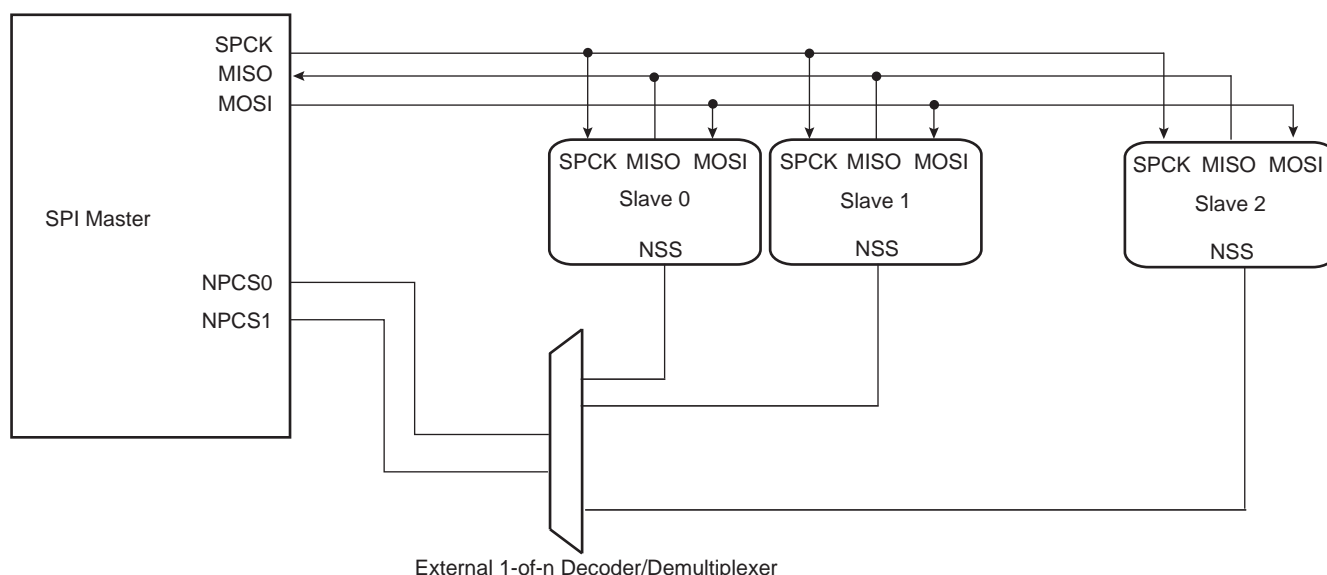 SPCK
MISO
MOSI
SPCK MISO MOSI
Slave 0
NSS
SPCK MISO MOSI
Slave 1
NSS
SPCK MISO MOSI
Slave 2
NSS
SPI Master
NPCS0
NPCS1
External 1-of-n Decoder/Demultiplexer